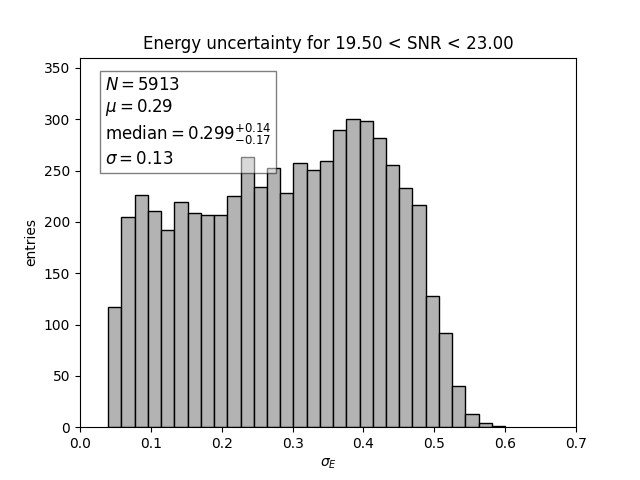 Energy uncertainty for 19.50 < SNR < 23.00
N = 5913
μ = 0.29
median = 0.299 +0.14 −0.17
σ = 0.13
350
300
250
200
150
100
50
0
entries
0.0 0.1 0.2 0.3 0.4 0.5 0.6 0.7
σE